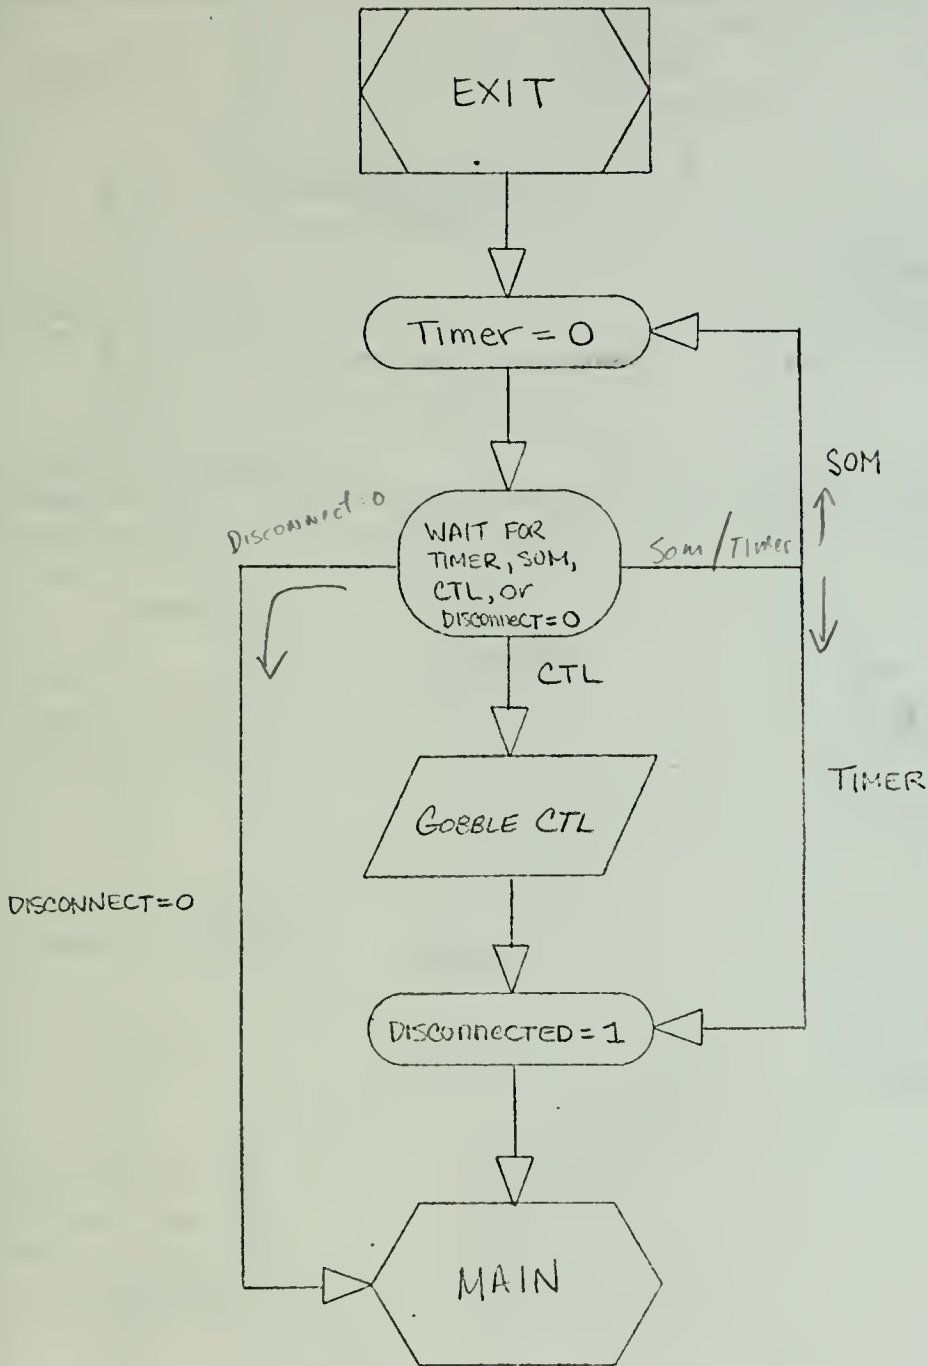 EXIT
Timer = 0
SOM
Disconnect=0
WAIT FOR
TIMER, SOM,
CTL, or
DISCONNECT=0
Som/Timer
CTL
TIMER
GOBBLE CTL
DISCONNECT=0
DISCONNECTED = 1
MAIN